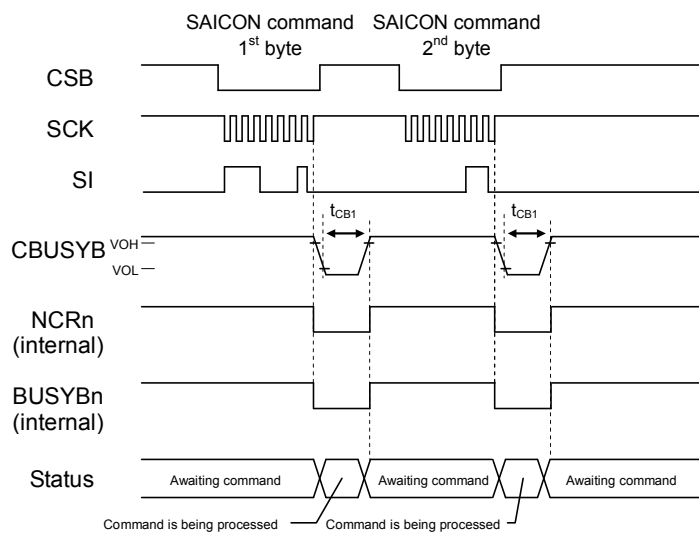 SAICON command
1st byte
SAICON command
2nd byte
CSB
SCK
SI
tCB1
tCB1
CBUSYB
VOH
VOL
NCRn
(internal)
BUSYBn
(internal)
Status
Awaiting command
Awaiting command
Awaiting command
Command is being processed
Command is being processed